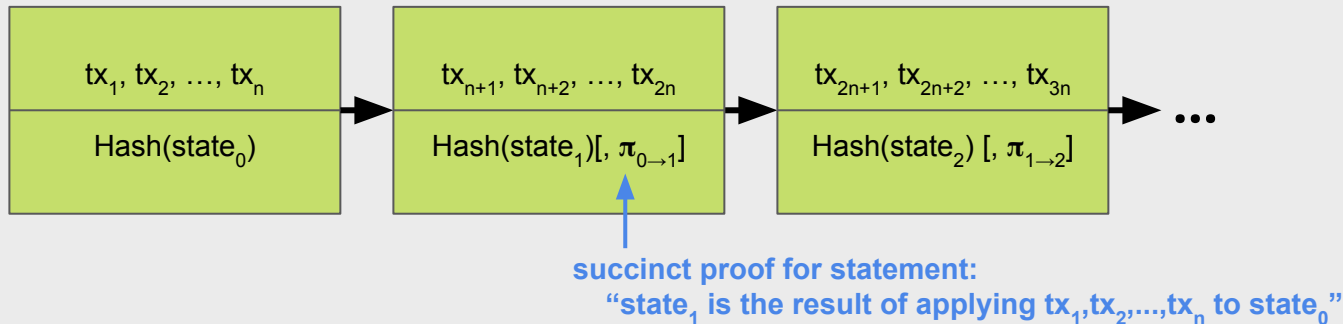 tx₁, tx₂, …, txₙ
Hash(state₀)
txₙ₊₁, txₙ₊₂, …, tx₂ₙ
Hash(state₁)[, π₀→₁]
tx₂ₙ₊₁, tx₂ₙ₊₂, …, tx₃ₙ
Hash(state₂) [, π₁→₂]
...
succinct proof for statement:
“state₁ is the result of applying tx₁,tx₂,...,txₙ to state₀”